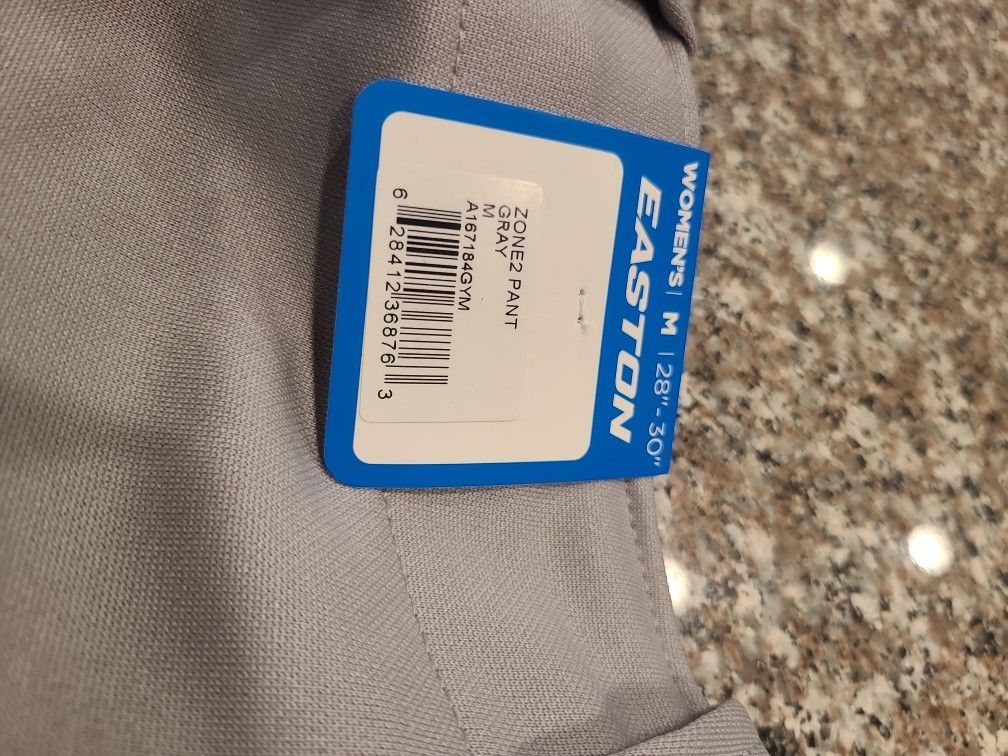 WOMEN'S | M | 28"-30"
EASTON
ZONE2 PANT
GRAY
M
A167184GYM
6 28412 36876 3